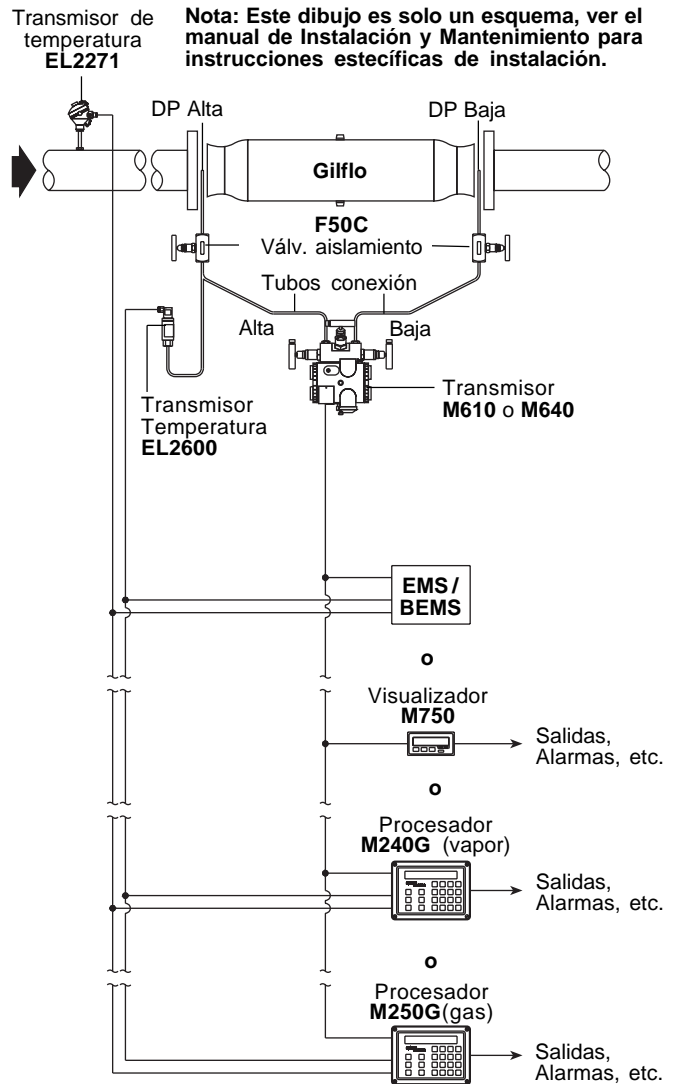 Transmisor de
temperatura
EL2271
Nota: Este dibujo es solo un esquema, ver el
manual de Instalación y Mantenimiento para
instrucciones estecíficas de instalación.
DP Alta
DP Baja
Gilflo
F50C
Válv. aislamiento
Tubos conexión
Alta
Baja
Transmisor
Temperatura
EL2600
Transmisor
M610 o M640
EMS/
BEMS
o
Visualizador
M750
Salidas,
Alarmas, etc.
o
Procesador
M240G (vapor)
Salidas,
Alarmas, etc.
o
Procesador
M250G(gas)
Salidas,
Alarmas, etc.